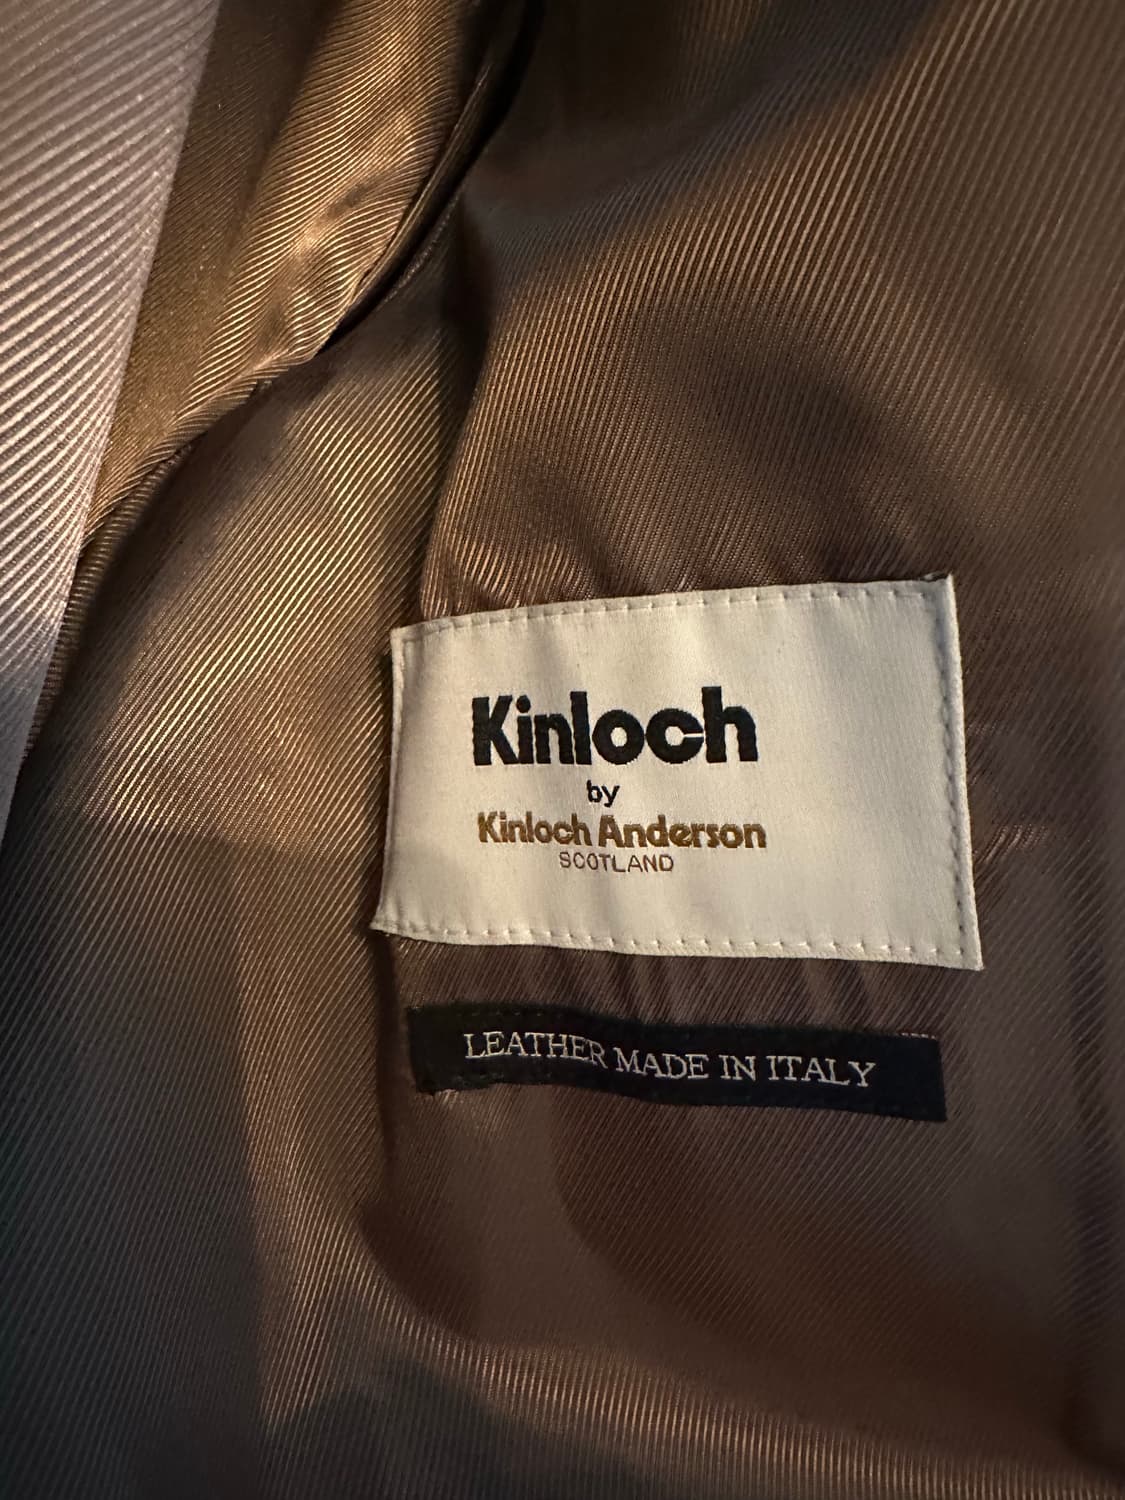 Kinloch
by
Kinloch Anderson
SCOTLAND
LEATHER MADE IN ITALY